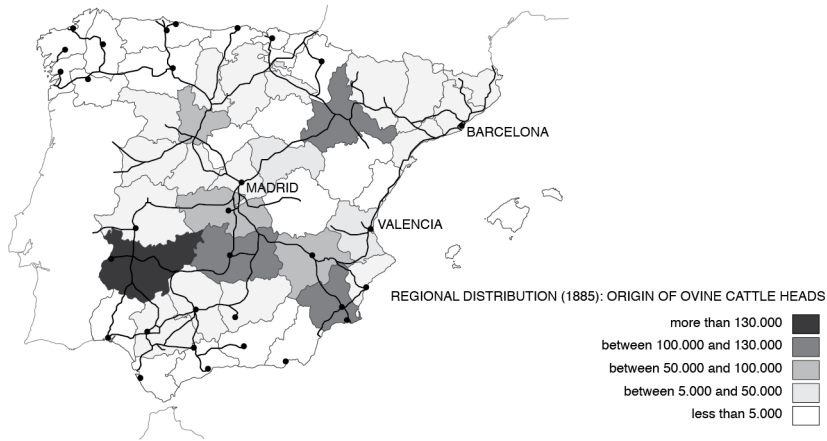 BARCELONA
MADRID
VALENCIA
REGIONAL DISTRIBUTION (1885): ORIGIN OF OVINE CATTLE HEADS
more than 130.000
between 100.000 and 130.000
between 50.000 and 100.000
between 5.000 and 50.000
less than 5.000